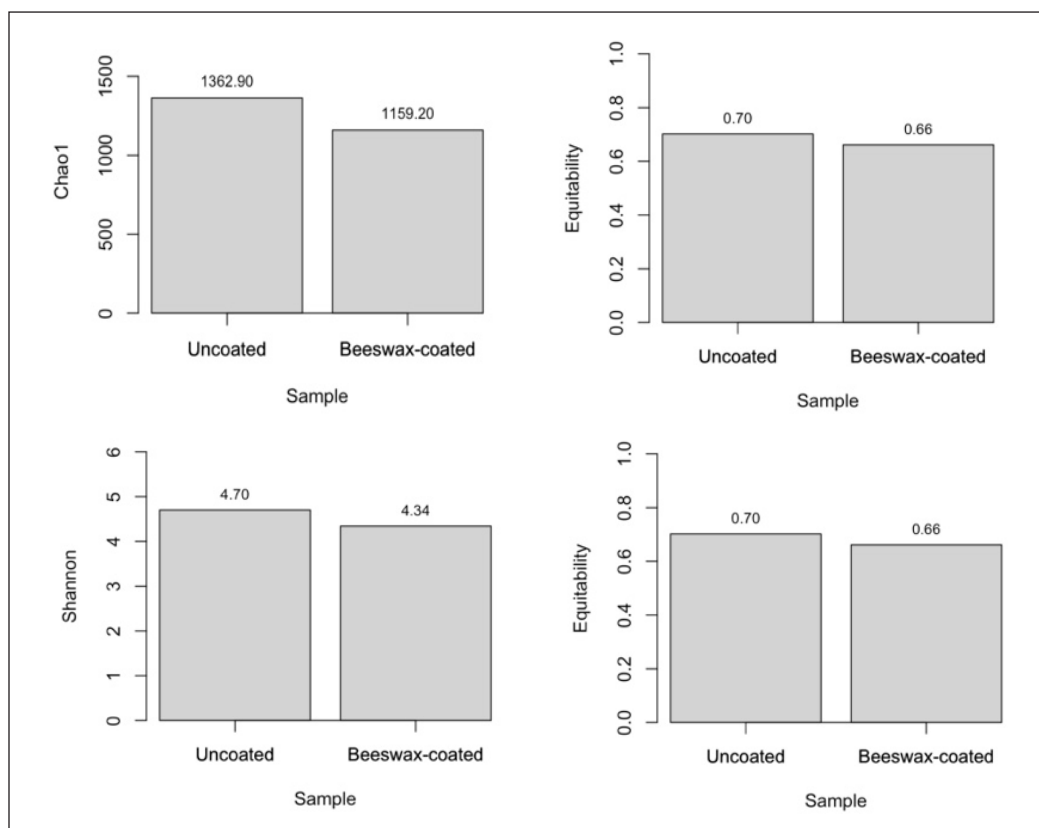 Chao1
1500
1000
500
0
1362.90
1159.20
Uncoated
Beeswax-coated
Sample
Equitability
1.0
0.8
0.6
0.4
0.2
0.0
0.70
0.66
Uncoated
Beeswax-coated
Sample
Shannon
6
5
4
3
2
1
0
4.70
4.34
Uncoated
Beeswax-coated
Sample
Equitability
1.0
0.8
0.6
0.4
0.2
0.0
0.70
0.66
Uncoated
Beeswax-coated
Sample